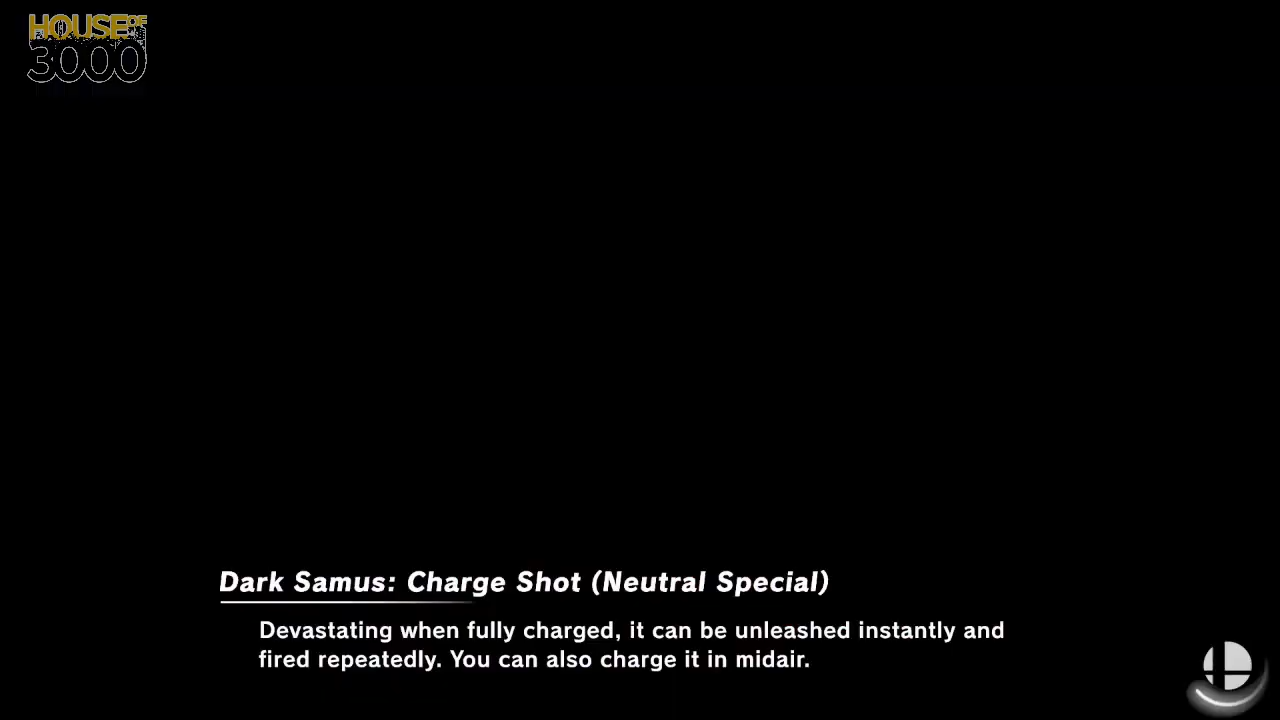 HOUSE OF
3000
Dark Samus: Charge Shot (Neutral Special)
Devastating when fully charged, it can be unleashed instantly and
fired repeatedly. You can also charge it in midair.